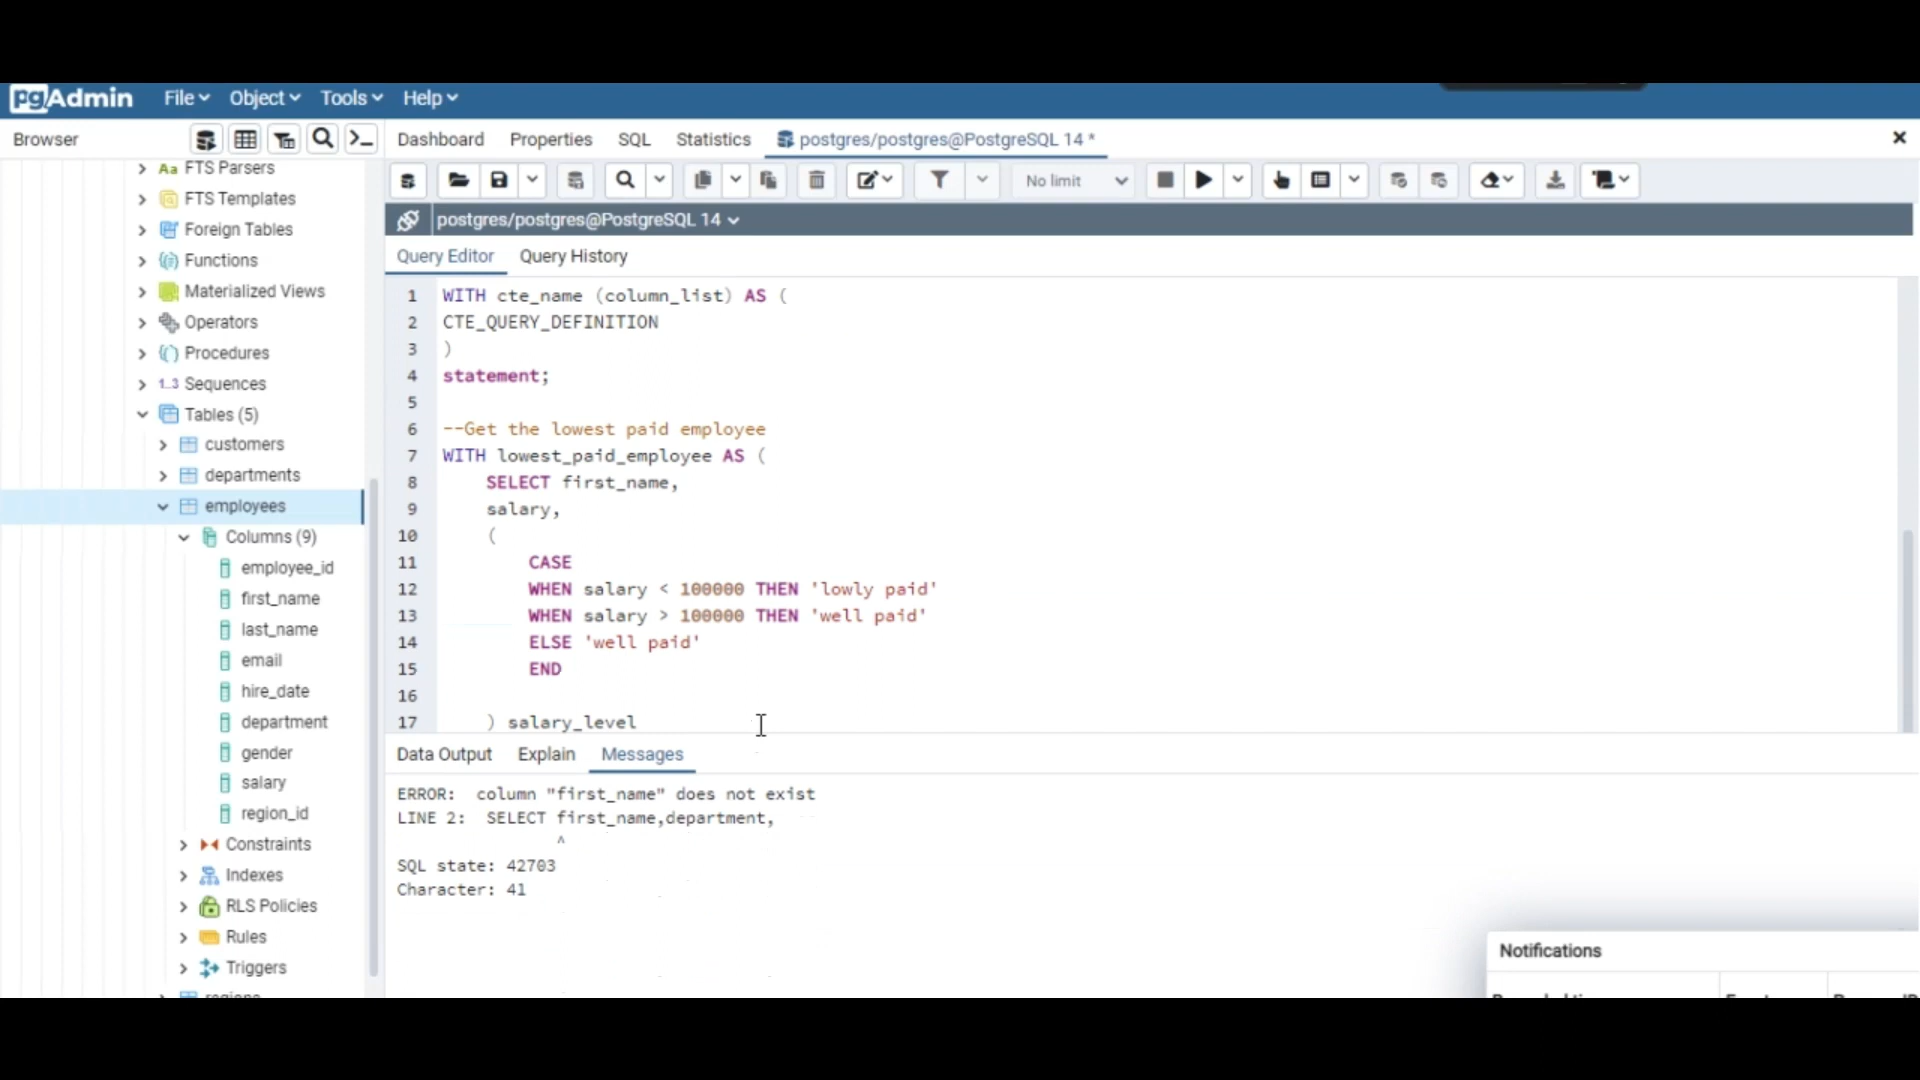 pgAdmin File Object Tools Help
Browser Dashboard Properties SQL Statistics postgres/postgres@PostgreSQL 14 *
No limit
postgres/postgres@PostgreSQL 14
Query Editor Query History
Aa FTS Parsers
FTS Templates
Foreign Tables
Functions
Materialized Views
Operators
Procedures
1..3 Sequences
Tables (5)
customers
departments
employees
Columns (9)
employee_id
first_name
last_name
email
hire_date
department
gender
salary
region_id
Constraints
Indexes
RLS Policies
Rules
Triggers
regions
1 WITH cte_name (column_list) AS (
2 CTE_QUERY_DEFINITION
3 )
4 statement;
5
6 --Get the lowest paid employee
7 WITH lowest_paid_employee AS (
8 SELECT first_name,
9 salary,
10 (
11 CASE
12 WHEN salary < 100000 THEN 'lowly paid'
13 WHEN salary > 100000 THEN 'well paid'
14 ELSE 'well paid'
15 END
16
17 ) salary_level
Data Output Explain Messages
ERROR: column "first_name" does not exist
LINE 2: SELECT first_name,department,
^
SQL state: 42703
Character: 41
Notifications